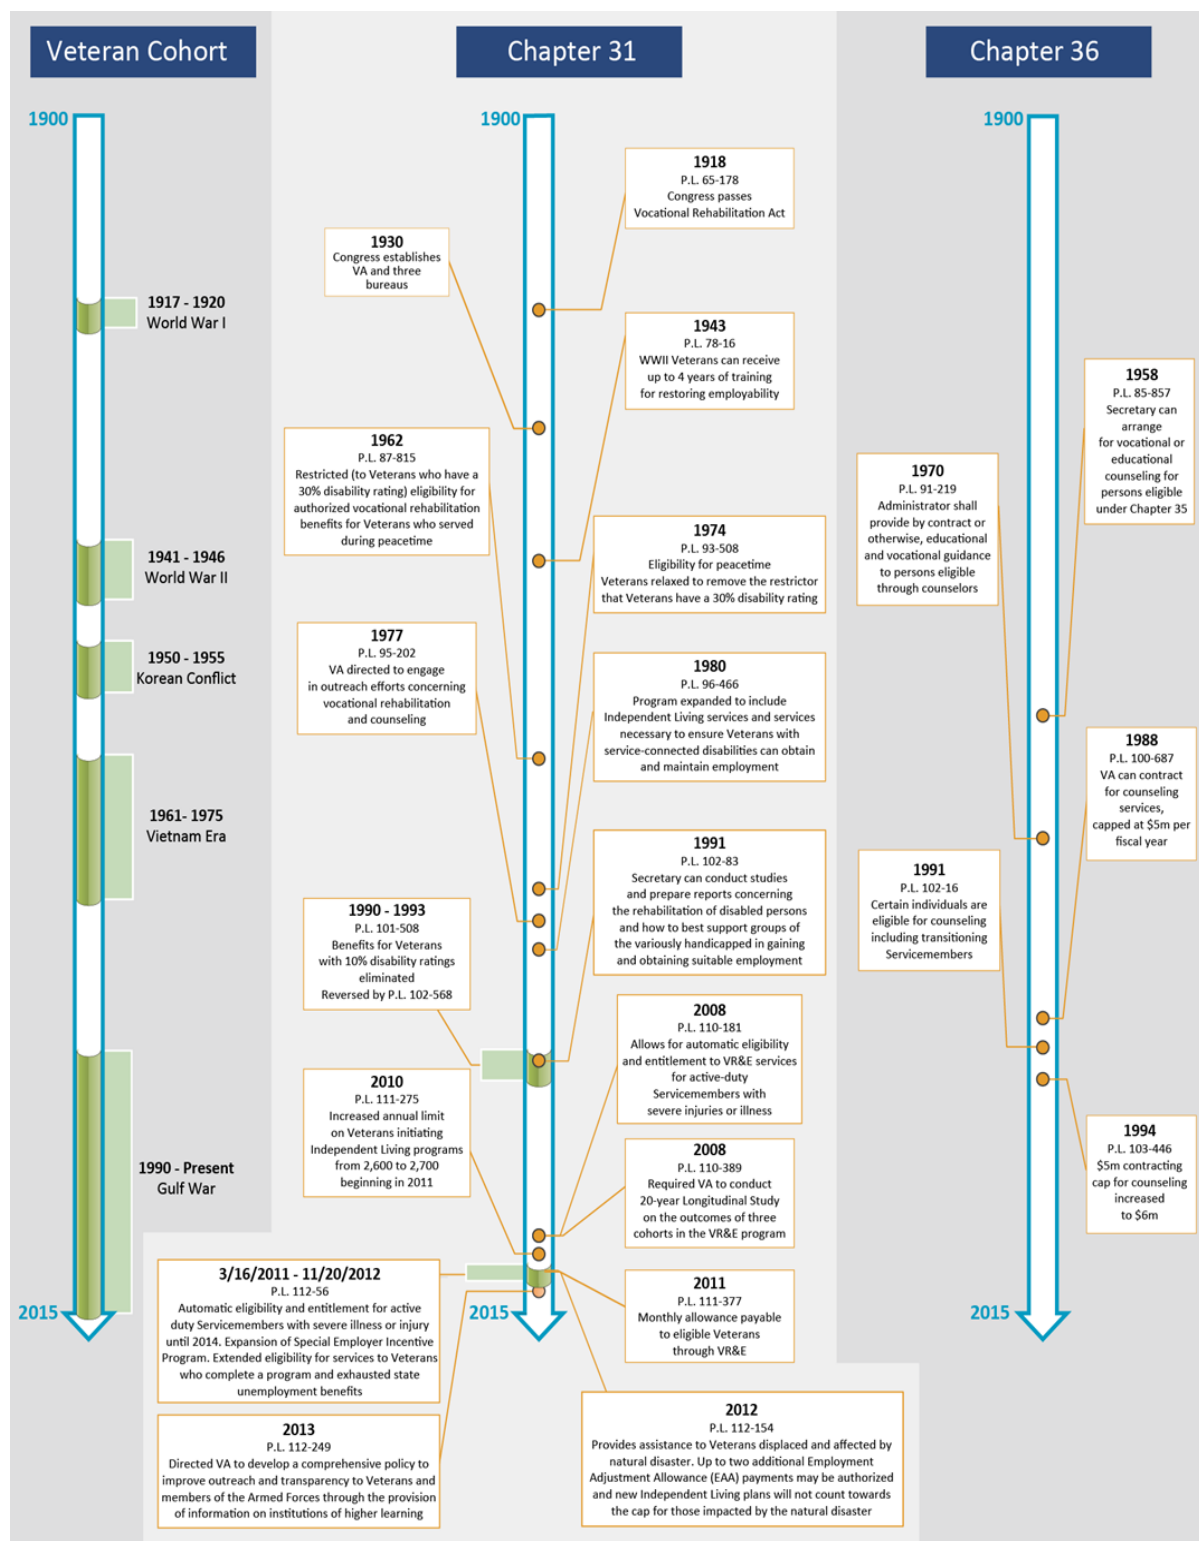 Veteran Cohort
1900
1917 - 1920
World War I
1941 - 1946
World War II
1950 - 1955
Korean Conflict
1961- 1975
Vietnam Era
1990 - Present
Gulf War
2015
Chapter 31
1900
1918
P.L. 65-178
Congress passes
Vocational Rehabilitation Act
1930
Congress establishes
VA and three
bureaus
1943
P.L. 78-16
WWII Veterans can receive
up to 4 years of training
for restoring employability
1962
P.L. 87-815
Restricted (to Veterans who have a
30% disability rating) eligibility for
authorized vocational rehabilitation
benefits for Veterans who served
during peacetime
1974
P.L. 93-508
Eligibility for peacetime
Veterans relaxed to remove the restrictor
that Veterans have a 30% disability rating
1977
P.L. 95-202
VA directed to engage
in outreach efforts concerning
vocational rehabilitation
and counseling
1980
P.L. 96-466
Program expanded to include
Independent Living services and services
necessary to ensure Veterans with
service-connected disabilities can obtain
and maintain employment
1991
P.L. 102-83
Secretary can conduct studies
and prepare reports concerning
the rehabilitation of disabled persons
and how to best support groups of
the variously handicapped in gaining
and obtaining suitable employment
1990 - 1993
P.L. 101-508
Benefits for Veterans
with 10% disability ratings
eliminated
Reversed by P.L. 102-568
2008
P.L. 110-181
Allows for automatic eligibility
and entitlement to VR&E services
for active-duty
Servicemembers with
severe injuries or illness
2010
P.L. 111-275
Increased annual limit
on Veterans initiating
Independent Living programs
from 2,600 to 2,700
beginning in 2011
2008
P.L. 110-389
Required VA to conduct
20-year Longitudinal Study
on the outcomes of three
cohorts in the VR&E program
3/16/2011 - 11/20/2012
P.L. 112-56
Automatic eligibility and entitlement for active
duty Servicemembers with severe illness or injury
until 2014. Expansion of Special Employer Incentive
Program. Extended eligibility for services to Veterans
who complete a program and exhausted state
unemployment benefits
2011
P.L. 111-377
Monthly allowance payable
to eligible Veterans
through VR&E
2015
2013
P.L. 112-249
Directed VA to develop a comprehensive policy to
improve outreach and transparency to Veterans and
members of the Armed Forces through the provision
of information on institutions of higher learning
2012
P.L. 112-154
Provides assistance to Veterans displaced and affected by
natural disaster. Up to two additional Employment
Adjustment Allowance (EAA) payments may be authorized
and new Independent Living plans will not count towards
the cap for those impacted by the natural disaster
Chapter 36
1900
1958
P.L. 85-857
Secretary can
arrange
for vocational or
educational
counseling for
persons eligible
under Chapter 35
1970
P.L. 91-219
Administrator shall
provide by contract or
otherwise, educational
and vocational guidance
to persons eligible
through counselors
1988
P.L. 100-687
VA can contract
for counseling
services,
capped at $5m per
fiscal year
1991
P.L. 102-16
Certain individuals are
eligible for counseling
including transitioning
Servicemembers
1994
P.L. 103-446
$5m contracting
cap for counseling
increased
to $6m
2015